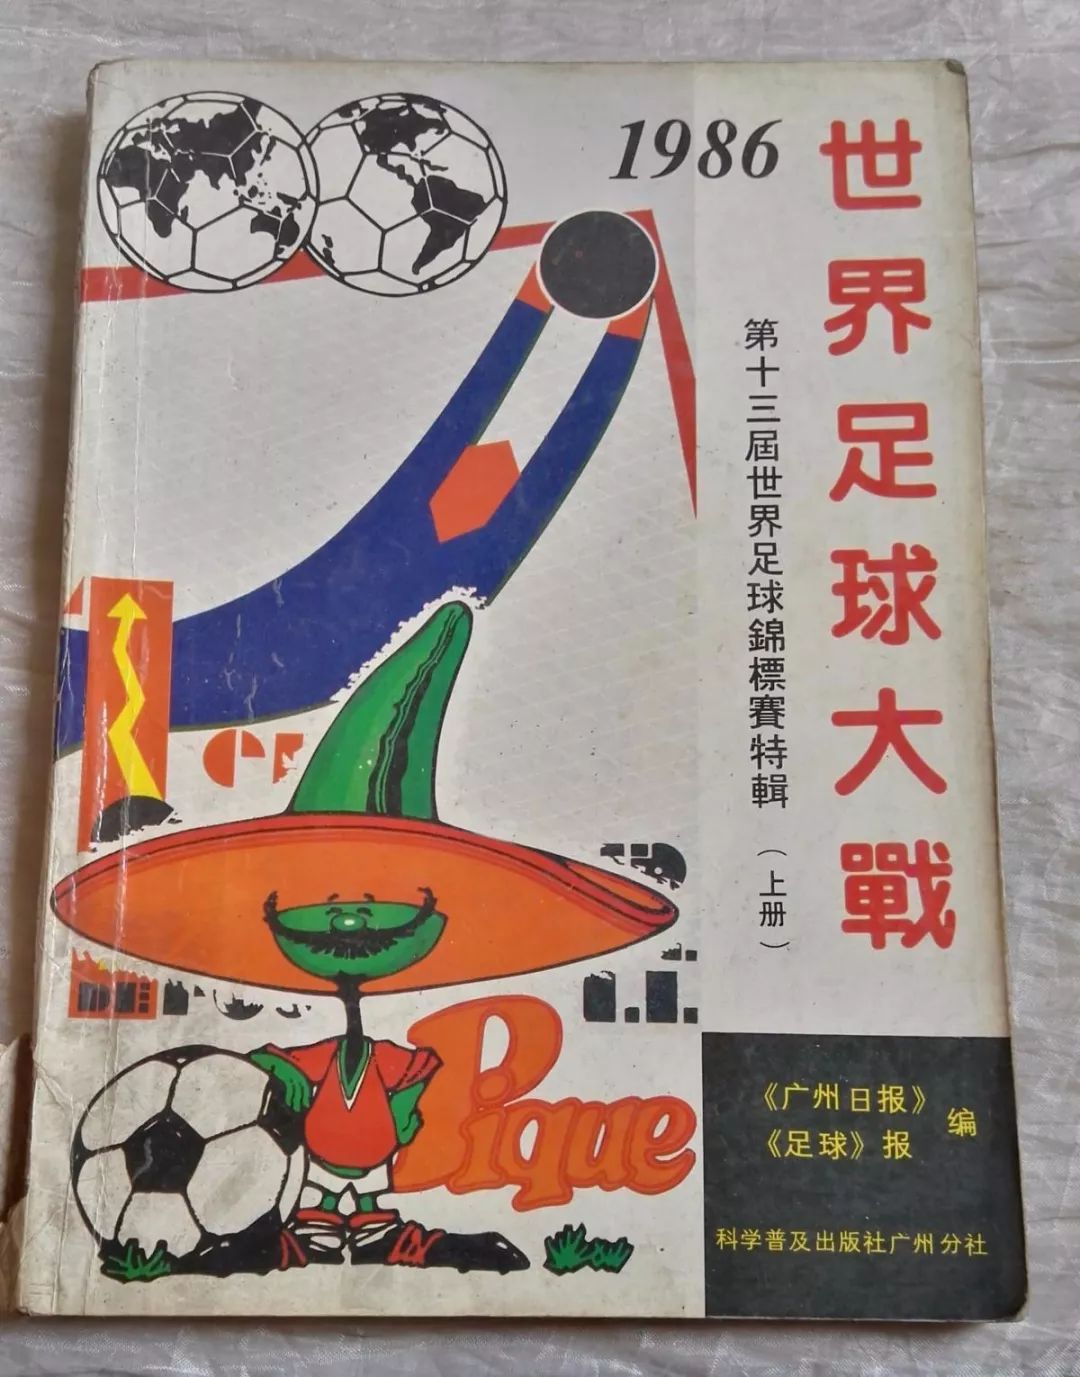 1986
世界足球大戰
第十三屆世界足球錦標賽特輯（上册）
Pique
《广州日报》
《足球》报
编
科学普及出版社广州分社